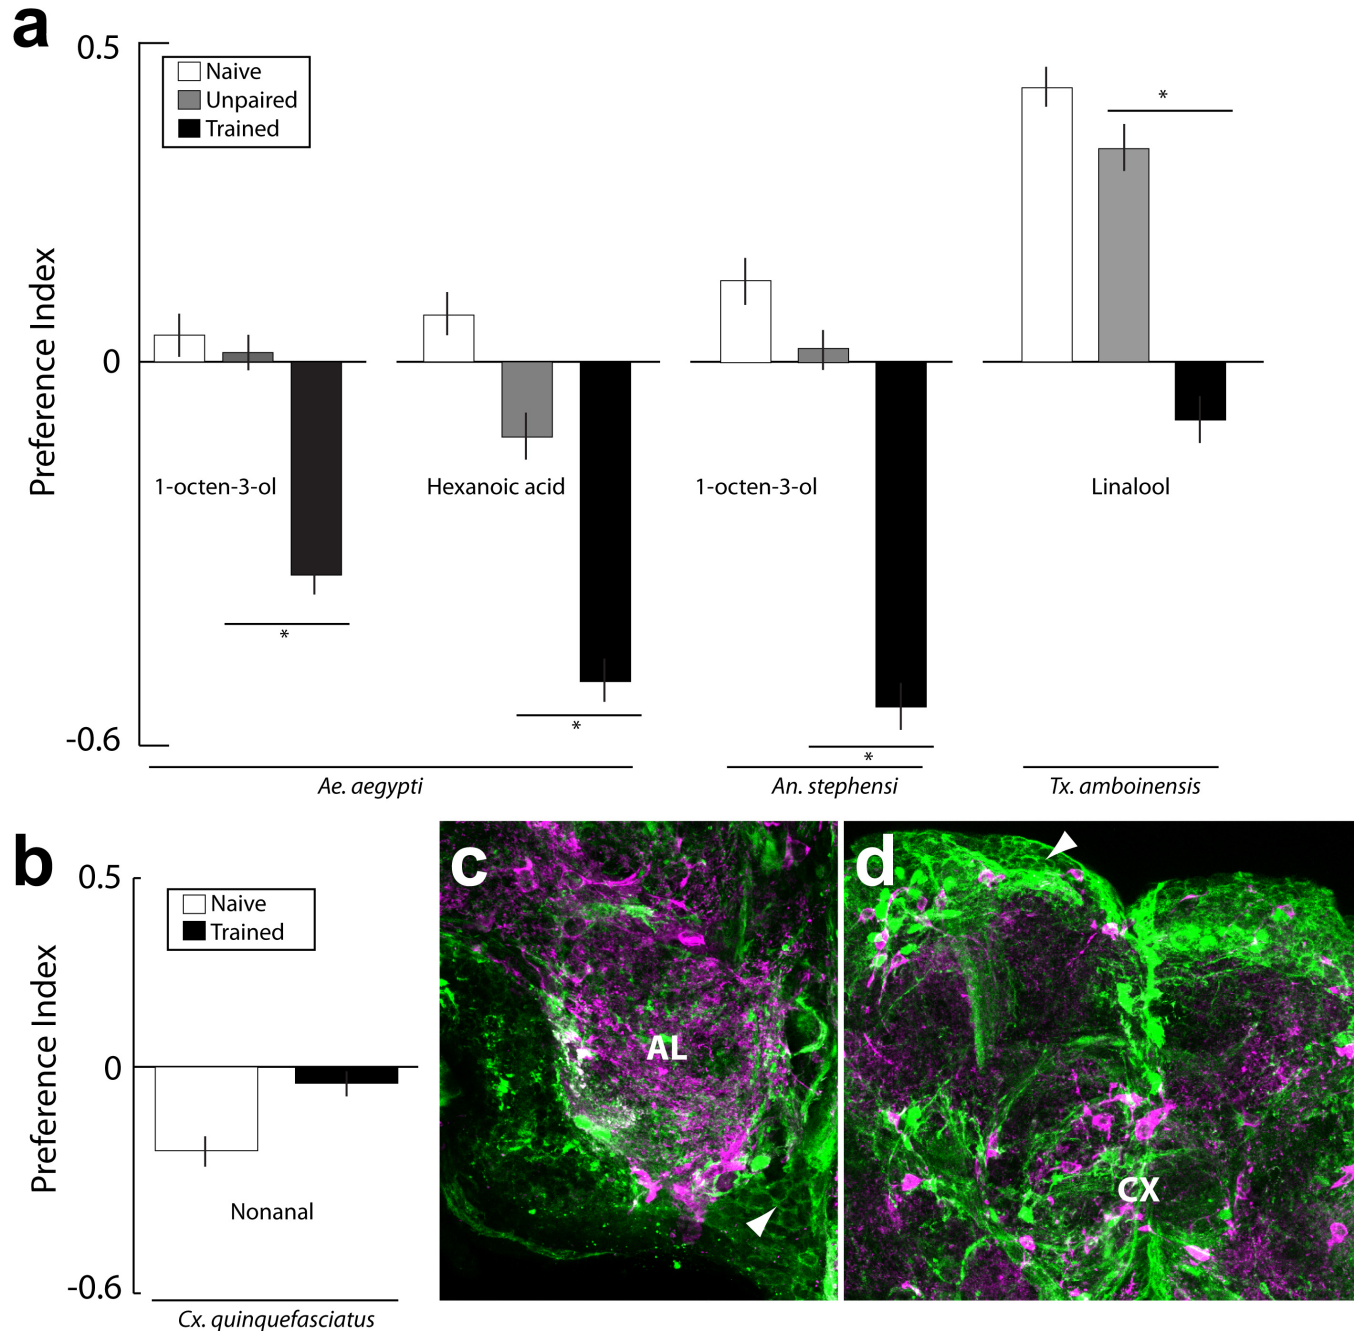 a
0.5
Naive
Unpaired
Trained
*
Preference Index
0
1-octen-3-ol
Hexanoic acid
1-octen-3-ol
Linalool
*
*
*
-0.6
Ae. aegypti
An. stephensi
Tx. amboinensis
b
0.5
Naive
Trained
Preference Index
0
Nonanal
-0.6
Cx. quinquefasciatus
c
AL
d
CX